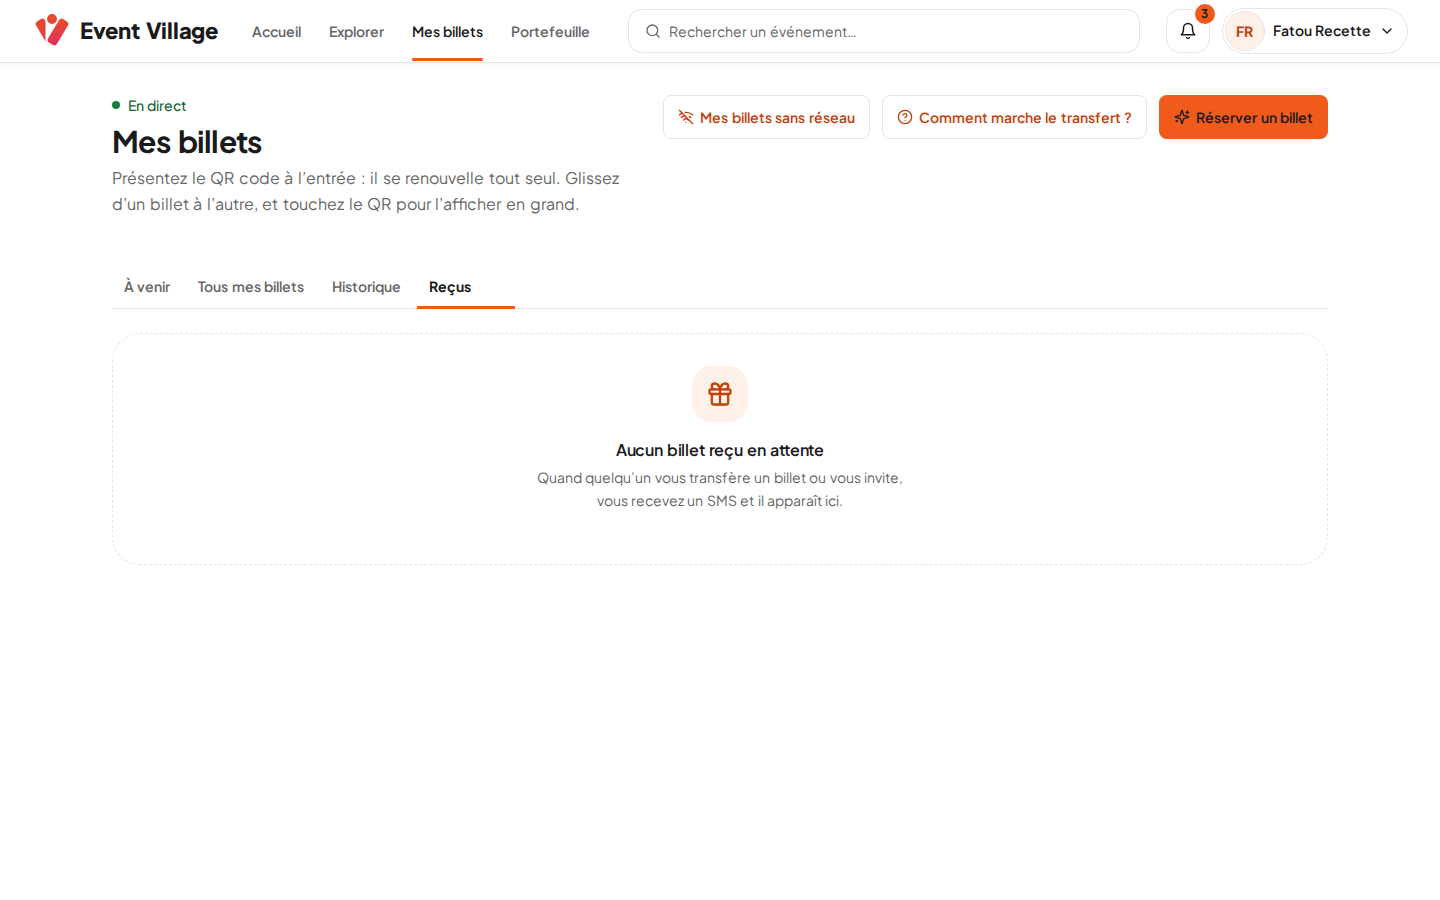 Event Village
Accueil
Explorer
Mes billets
Portefeuille
Rechercher un événement…
3
FR
Fatou Recette
En direct
Mes billets
Présentez le QR code à l’entrée : il se renouvelle tout seul. Glissez
d’un billet à l’autre, et touchez le QR pour l’afficher en grand.
Mes billets sans réseau
Comment marche le transfert ?
Réserver un billet
À venir
Tous mes billets
Historique
Reçus
Aucun billet reçu en attente
Quand quelqu’un vous transfère un billet ou vous invite,
vous recevez un SMS et il apparaît ici.